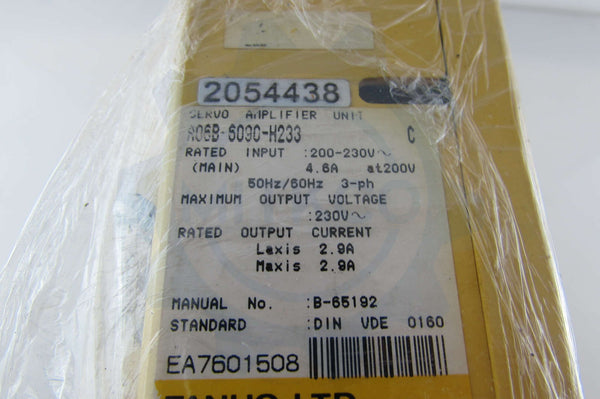 2054438
SERVO AMPLIFIER UNIT
A06B-6090-H233 C
RATED INPUT :200-230V~
(MAIN) 4.6A at200V
50Hz/60Hz 3-ph
MAXIMUM OUTPUT VOLTAGE
:230V~
RATED OUTPUT CURRENT
Laxis 2.9A
Maxis 2.9A
MANUAL No. :B-65192
STANDARD :DIN VDE 0160
EA7601508
FANUC LTD